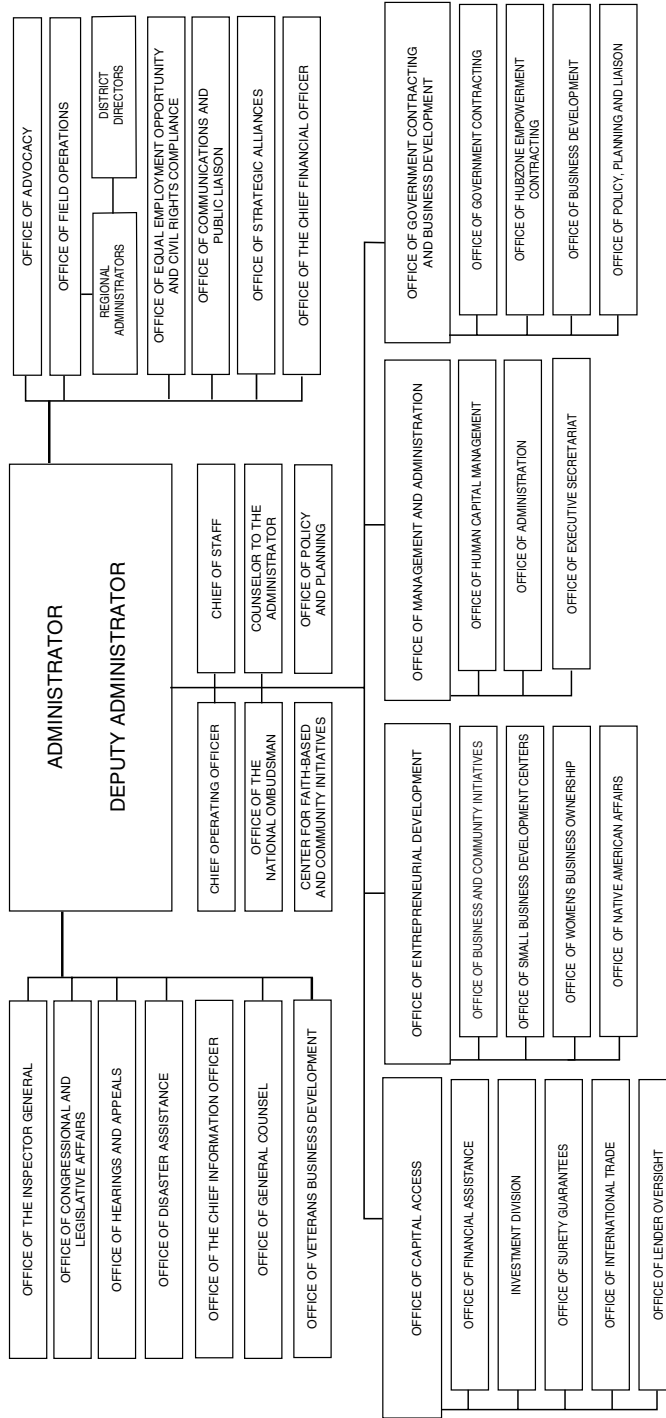 ADMINISTRATOR
DEPUTY ADMINISTRATOR
OFFICE OF THE INSPECTOR GENERAL
OFFICE OF CONGRESSIONAL AND
LEGISLATIVE AFFAIRS
OFFICE OF HEARINGS AND APPEALS
OFFICE OF DISASTER ASSISTANCE
OFFICE OF THE CHIEF INFORMATION OFFICER
OFFICE OF GENERAL COUNSEL
OFFICE OF VETERANS BUSINESS DEVELOPMENT
OFFICE OF ADVOCACY
OFFICE OF FIELD OPERATIONS
REGIONAL
ADMINISTRATORS
DISTRICT
DIRECTORS
OFFICE OF EQUAL EMPLOYMENT OPPORTUNITY
AND CIVIL RIGHTS COMPLIANCE
OFFICE OF COMMUNICATIONS AND
PUBLIC LIAISON
OFFICE OF STRATEGIC ALLIANCES
OFFICE OF THE CHIEF FINANCIAL OFFICER
CHIEF OPERATING OFFICER
CHIEF OF STAFF
OFFICE OF THE
NATIONAL OMBUDSMAN
COUNSELOR TO THE
ADMINISTRATOR
CENTER FOR FAITH-BASED
AND COMMUNITY INITIATIVES
OFFICE OF POLICY
AND PLANNING
OFFICE OF CAPITAL ACCESS
OFFICE OF FINANCIAL ASSISTANCE
INVESTMENT DIVISION
OFFICE OF SURETY GUARANTEES
OFFICE OF INTERNATIONAL TRADE
OFFICE OF LENDER OVERSIGHT
OFFICE OF ENTREPRENEURIAL DEVELOPMENT
OFFICE OF BUSINESS AND COMMUNITY INITIATIVES
OFFICE OF SMALL BUSINESS DEVELOPMENT CENTERS
OFFICE OF WOMEN'S BUSINESS OWNERSHIP
OFFICE OF NATIVE AMERICAN AFFAIRS
OFFICE OF MANAGEMENT AND ADMINISTRATION
OFFICE OF HUMAN CAPITAL MANAGEMENT
OFFICE OF ADMINISTRATION
OFFICE OF EXECUTIVE SECRETARIAT
OFFICE OF GOVERNMENT CONTRACTING
AND BUSINESS DEVELOPMENT
OFFICE OF GOVERNMENT CONTRACTING
OFFICE OF HUBZONE EMPOWERMENT
CONTRACTING
OFFICE OF BUSINESS DEVELOPMENT
OFFICE OF POLICY, PLANNING AND LIAISON